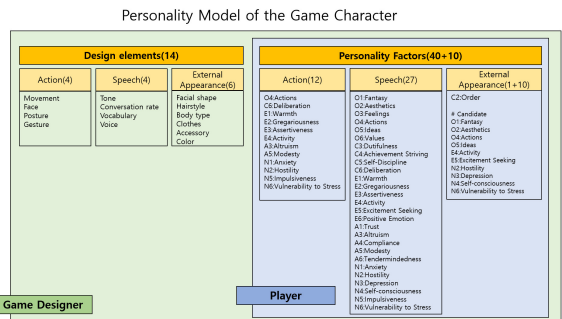 Personality Model of the Game Character
Design elements(14)
Action(4)
Movement
Face
Posture
Gesture
Speech(4)
Tone
Conversation rate
Vocabulary
Voice
External
Appearance(6)
Facial shape
Hairstyle
Body type
Clothes
Accessory
Color
Personality Factors(40+10)
Action(12)
O4:Actions
C6:Deliberation
E1:Warmth
E2:Gregariousness
E3:Assertiveness
E4:Activity
A3:Altruism
A5:Modesty
N1:Anxiety
N2:Hostility
N5:Impulsiveness
N6:Vulnerability to Stress
Speech(27)
O1:Fantasy
O2:Aesthetics
O3:Feelings
O4:Actions
O5:Ideas
O6:Values
C3:Dutifulness
C4:Achievement Striving
C5:Self-Discipline
C6:Deliberation
E1:Warmth
E2:Gregariousness
E3:Assertiveness
E4:Activity
E5:Excitement Seeking
E6:Positive Emotion
A1:Trust
A3:Altruism
A4:Compliance
A5:Modesty
A6:Tendermindedness
N1:Anxiety
N2:Hostility
N3:Depression
N4:Self-consciousness
N5:Impulsiveness
N6:Vulnerability to Stress
External
Appearance(1+10)
C2:Order
# Candidate
O1:Fantasy
O2:Aesthetics
O4:Actions
O5:Ideas
E4:Activity
E5:Excitement Seeking
N2:Hostility
N3:Depression
N4:Self-consciousness
N6:Vulnerability to Stress
Game Designer
Player